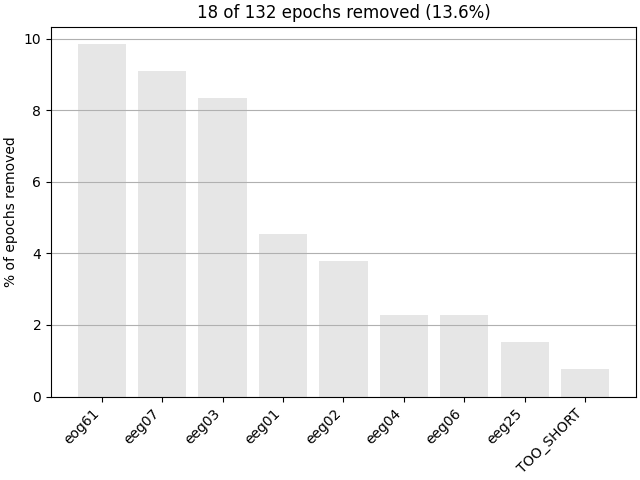 18 of 132 epochs removed (13.6%)
% of epochs removed
10
8
6
4
2
0
eog61
eeg07
eeg03
eeg01
eeg02
eeg04
eeg06
eeg25
TOO_SHORT